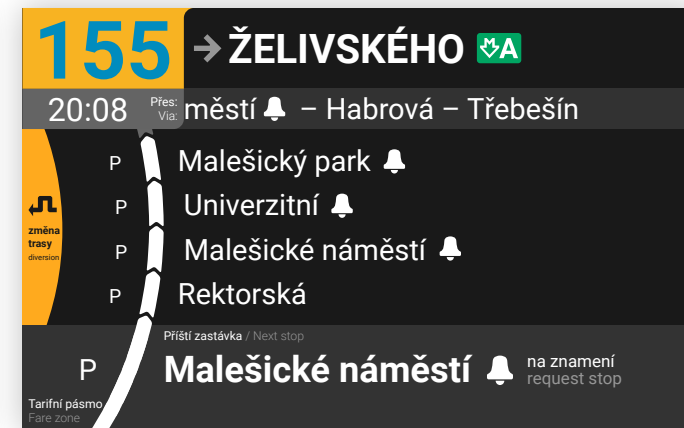 155 → ŽELIVSKÉHO A
20:08 Přes: městí – Habrová – Třebešín
Via:
P Malešický park
P Univerzitní
P Malešické náměstí
P Rektorská
změna
trasy
diversion
Příští zastávka / Next stop
P Malešické náměstí na znamení
request stop
Tarifní pásmo
Fare zone